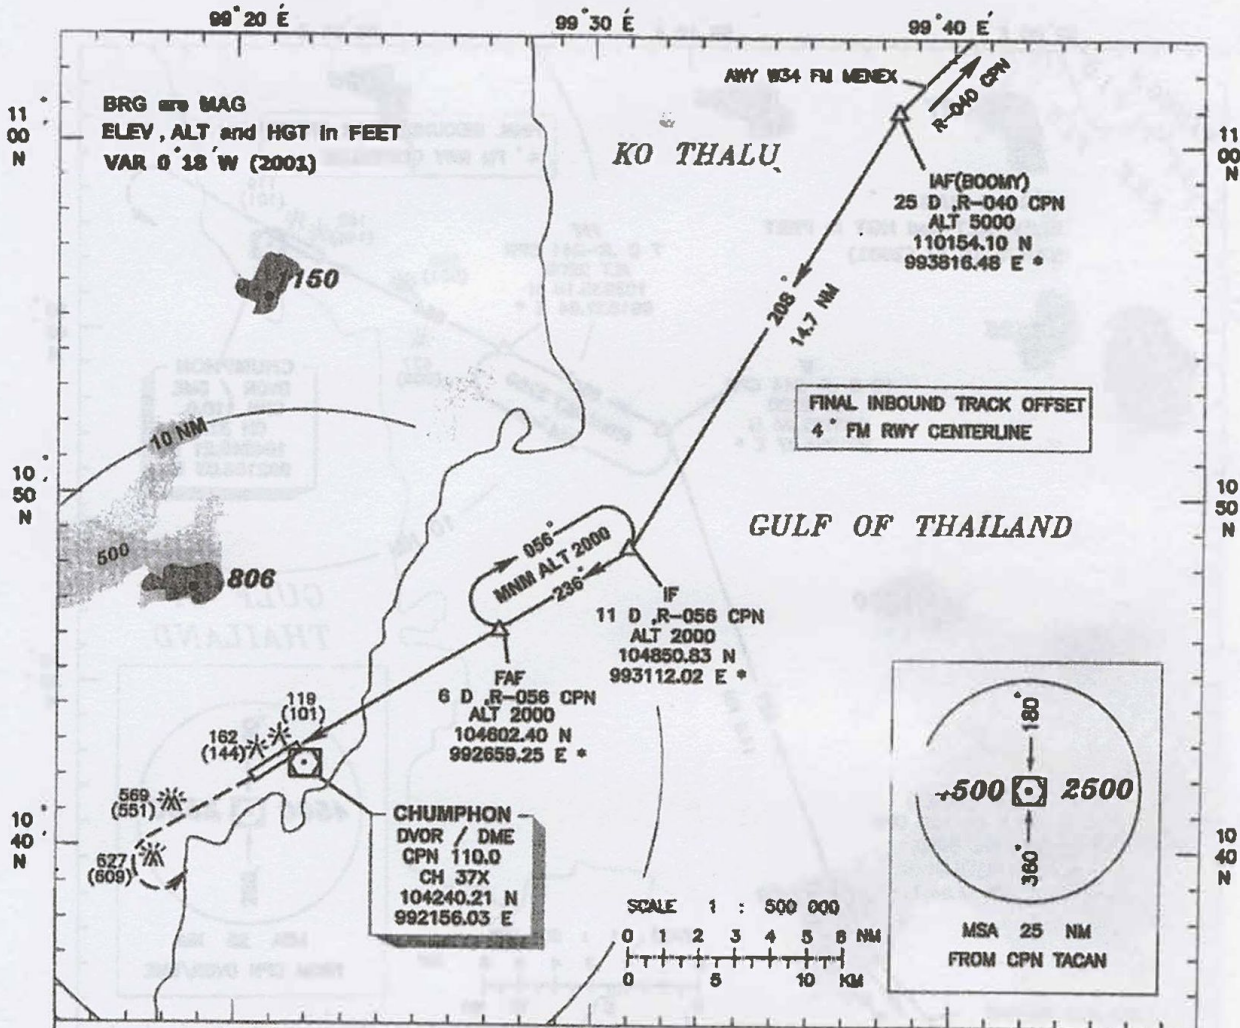 99°20'E
99°30'E
99°40'E
BRG are MAG
ELEV, ALT and HGT in FEET
VAR 0°18'W (2001)
11°
00'
N
11°
00'
N
KO THALU
AWY W34 FM MENEX
R-040 CPN
IAF(BOOMY)
25 D ,R-040 CPN
ALT 5000
110154.10 N
993816.48 E *
1150
208°
14.7 NM
FINAL INBOUND TRACK OFFSET
4° FM RWY CENTERLINE
10 NM
10°
50'
N
10°
50'
N
GULF OF THAILAND
500
806
056°
MNM ALT 2000
236°
IF
11 D ,R-056 CPN
ALT 2000
104850.83 N
993112.02 E *
FAF
6 D ,R-056 CPN
ALT 2000
104602.40 N
992659.25 E *
119
(101)
162
(144)
569
(551)
627
(609)
10°
40'
N
10°
40'
N
CHUMPHON
DVOR / DME
CPN 110.0
CH 37X
104240.21 N
992156.03 E
SCALE 1 : 500 000
0 1 2 3 4 5 6 NM
0 5 10 KM
180°
4500
2500
360°
MSA 25 NM
FROM CPN TACAN